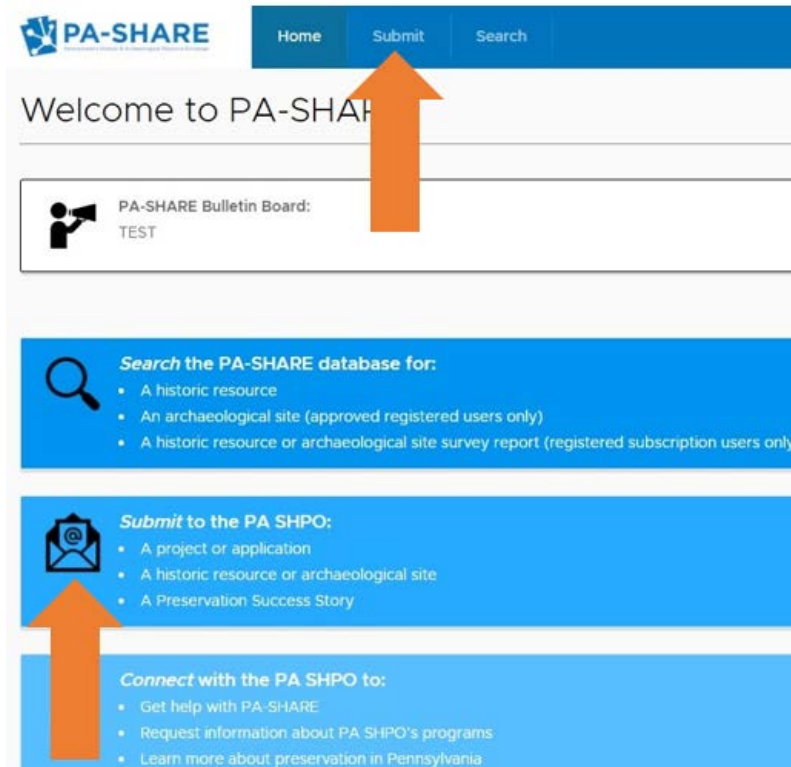 PA-SHARE
Home
Submit
Search
Welcome to PA-SHA
PA-SHARE Bulletin Board:
TEST
Search the PA-SHARE database for:
• A historic resource
• An archaeological site (approved registered users only)
• A historic resource or archaeological site survey report (registered subscription users only
@
Submit to the PA SHPO:
• A project or application
• A historic resource or archaeological site
• A Preservation Success Story
Connect with the PA SHPO to:
• Get help with PA-SHARE
• Request information about PA SHPO's programs
• Learn more about preservation in Pennsylvania